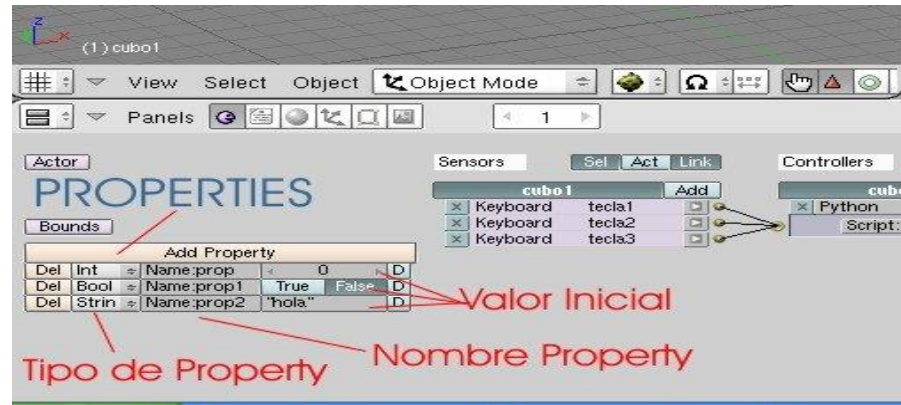 z
x
(1) cubo1
View Select Object Object Mode
Panels 1
Actor
Sensors Sel Act Link Controllers
PROPERTIES
cubo1 Add cub
Keyboard tecla1 Python
Bounds
Keyboard tecla2 Script:
Keyboard tecla3
Add Property
Del Int Name:prop 0 D
Del Bool Name:prop1 True False D
Del Strin Name:prop2 "hola" D
Valor Inicial
Nombre Property
Tipo de Property